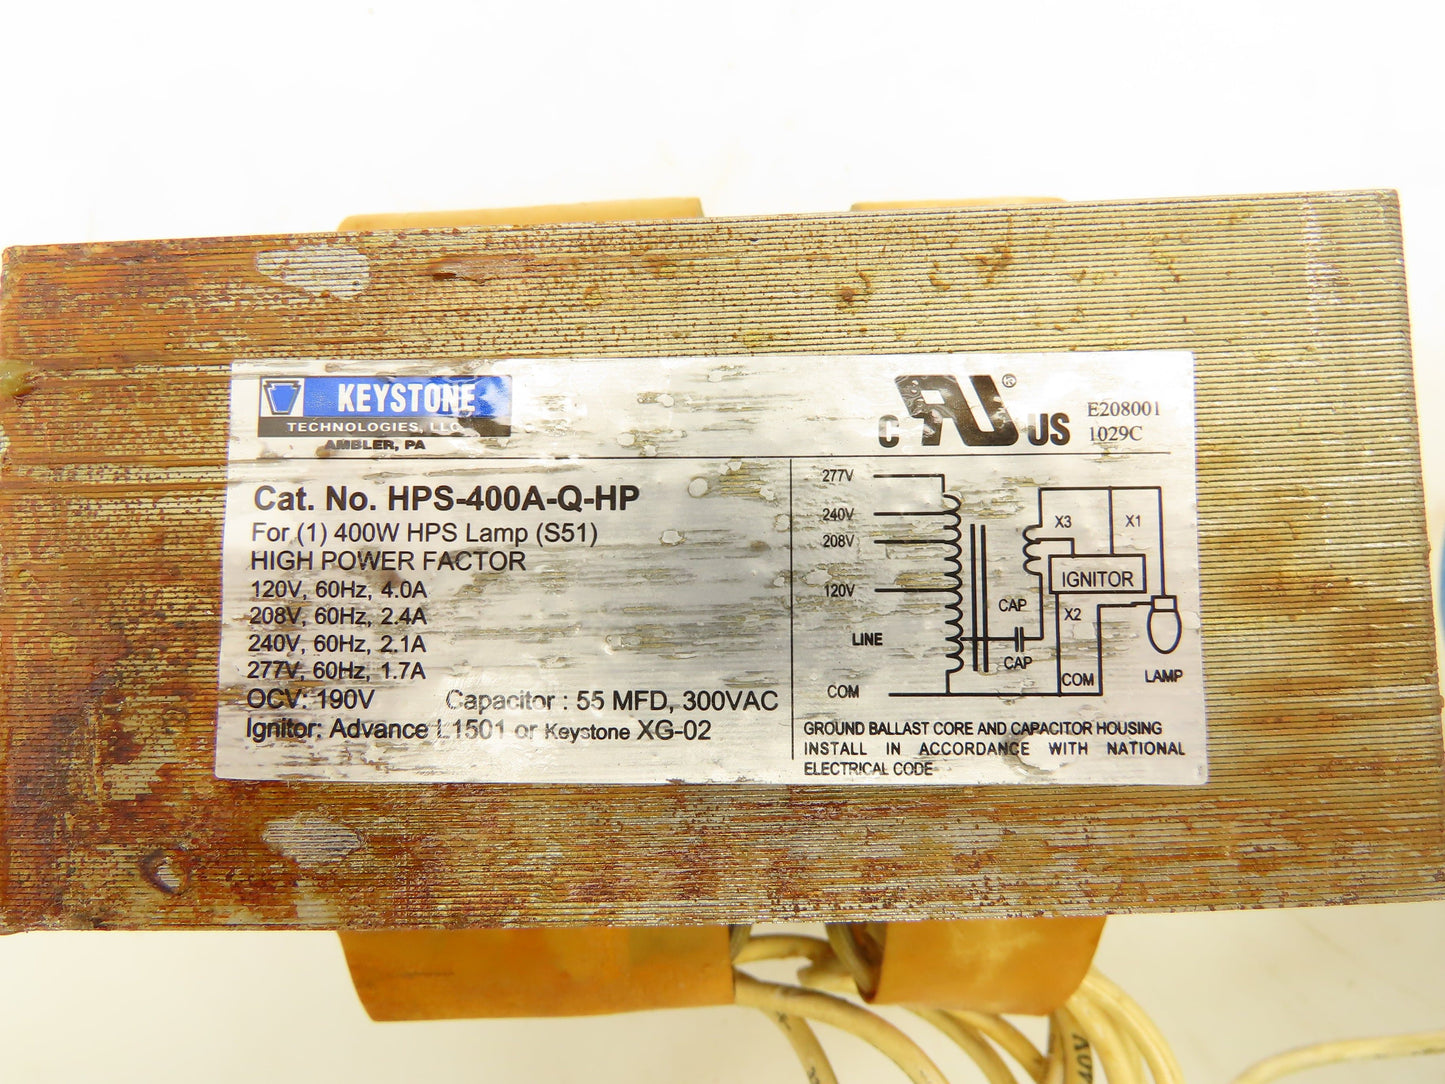 KEYSTONE
TECHNOLOGIES, LLC
AMBLER, PA
C RU US ®
E208001
1029C
Cat. No. HPS-400A-Q-HP
For (1) 400W HPS Lamp (S51)
HIGH POWER FACTOR
120V, 60Hz, 4.0A
208V, 60Hz, 2.4A
240V, 60Hz, 2.1A
277V, 60Hz, 1.7A
OCV: 190V Capacitor : 55 MFD, 300VAC
Ignitor: Advance L1501 or Keystone XG-02
277V
240V
208V
120V
LINE
COM
CAP
CAP
X3
X1
IGNITOR
X2
COM
LAMP
GROUND BALLAST CORE AND CAPACITOR HOUSING
INSTALL IN ACCORDANCE WITH NATIONAL
ELECTRICAL CODE